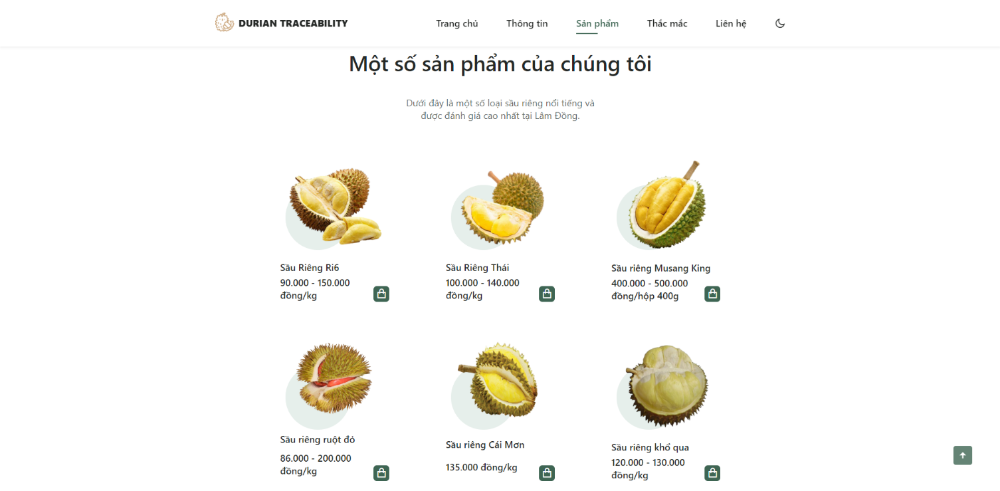 DURIAN TRACEABILITY
Trang chủ
Thông tin
Sản phẩm
Thắc mắc
Liên hệ
Một số sản phẩm của chúng tôi
Dưới đây là một số loại sầu riêng nổi tiếng và
được đánh giá cao nhất tại Lâm Đồng.
Sầu Riêng Ri6
90.000 - 150.000
đồng/kg
Sầu Riêng Thái
100.000 - 140.000
đồng/kg
Sầu riêng Musang King
400.000 - 500.000
đồng/hộp 400g
Sầu riêng ruột đỏ
86.000 - 200.000
đồng/kg
Sầu riêng Cái Mơn
135.000 đồng/kg
Sầu riêng khổ qua
120.000 - 130.000
đồng/kg